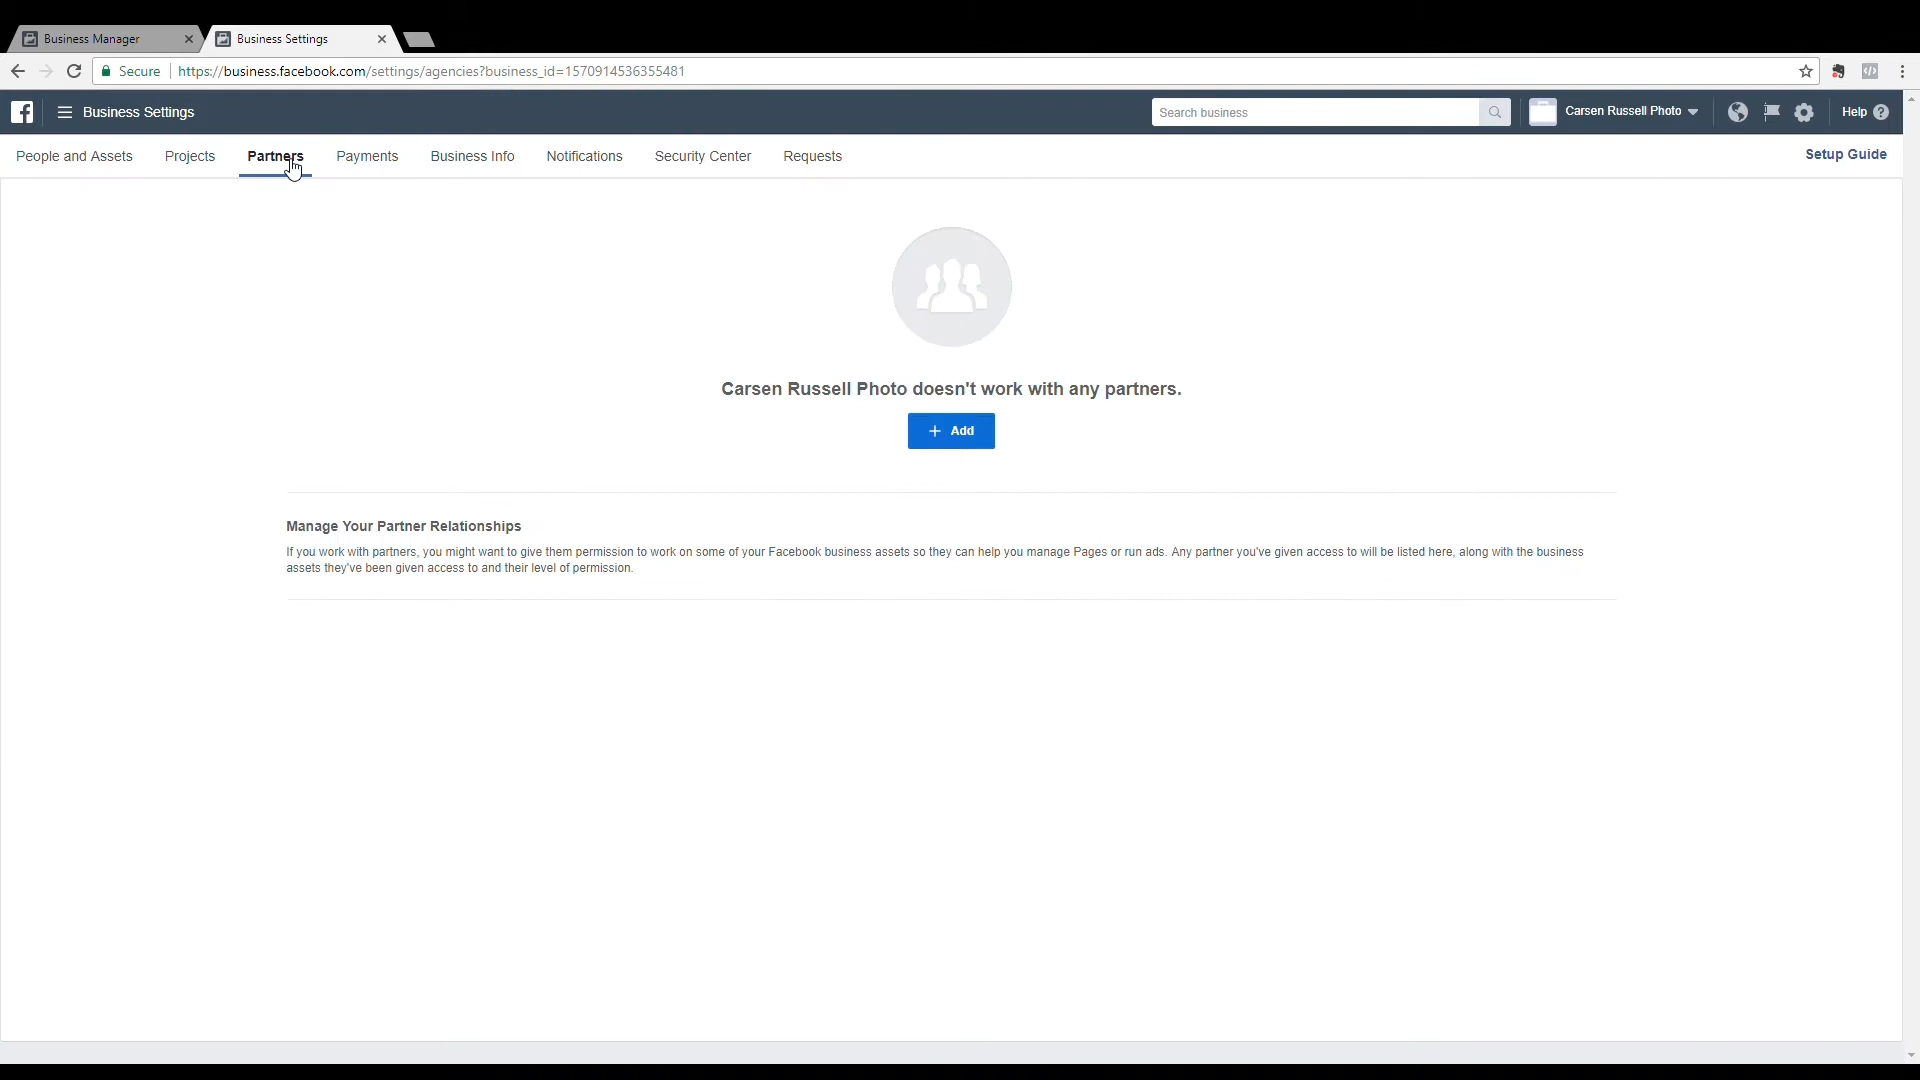 Business Manager
Business Settings
Secure
https://business.facebook.com/settings/agencies?business_id=1570914536355481
Business Settings
Search business
Carsen Russell Photo
Help
People and Assets
Projects
Partners
Payments
Business Info
Notifications
Security Center
Requests
Setup Guide
Carsen Russell Photo doesn't work with any partners.
+ Add
Manage Your Partner Relationships
If you work with partners, you might want to give them permission to work on some of your Facebook business assets so they can help you manage Pages or run ads. Any partner you've given access to will be listed here, along with the business
assets they've been given access to and their level of permission.